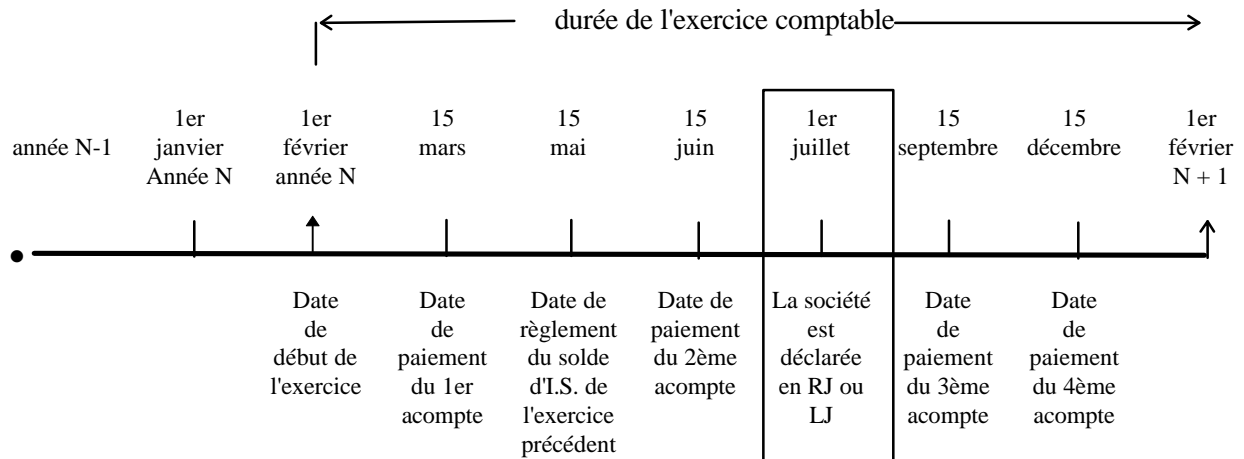 durée de l'exercice comptable
année N-1
1er
janvier
Année N
1er
février
année N
15
mars
15
mai
15
juin
1er
juillet
15
septembre
15
décembre
1er
février
N + 1
Date
de
début de
l'exercice
Date
de
paiement
du 1er
acompte
Date de
règlement
du solde
d'I.S. de
l'exercice
précédent
Date de
paiement
du 2ème
acompte
La société
est
déclarée
en RJ ou
LJ
Date
de
paiement
du 3ème
acompte
Date
de
paiement
du 4ème
acompte